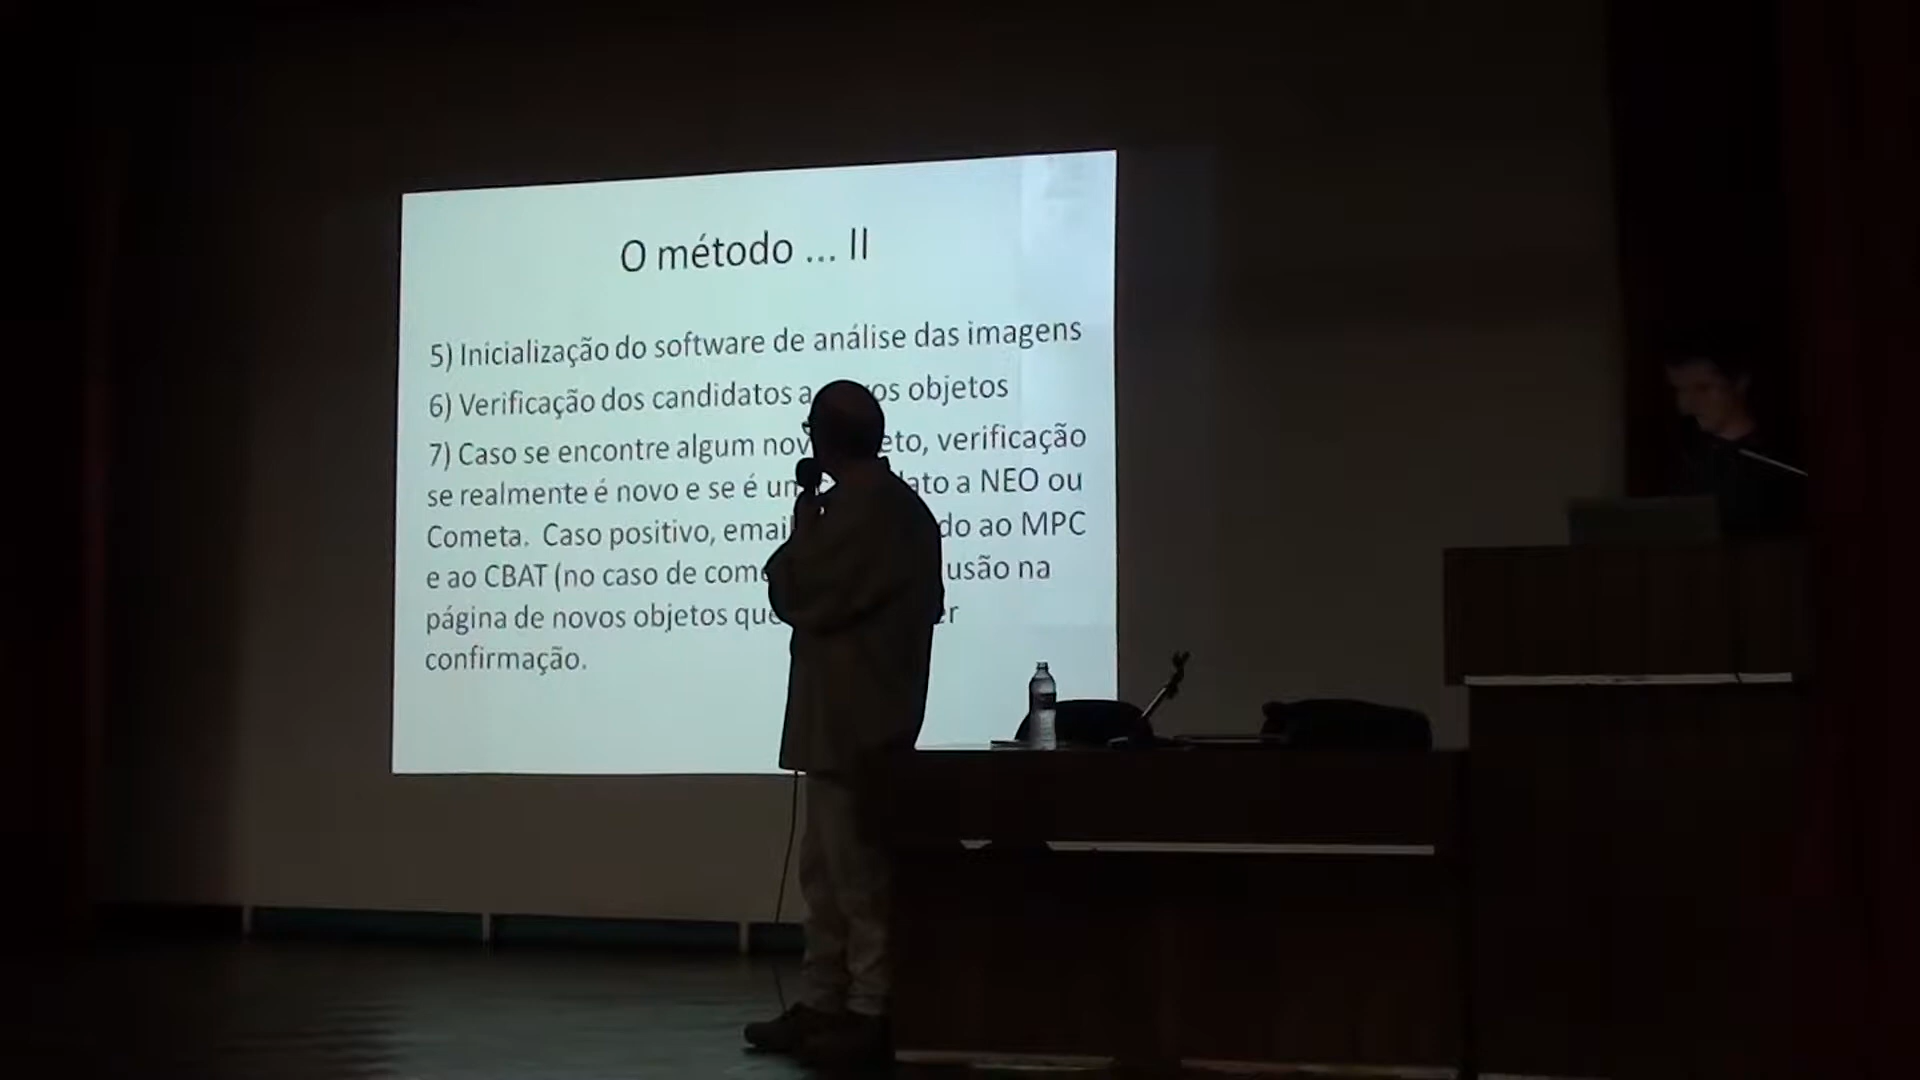 O método ... II
5) Inicialização do software de análise das imagens
6) Verificação dos candidatos a objetos
7) Caso se encontre algum verificação
se realmente é novo e se é a NEO ou
Cometa. Caso positivo, email ao MPC
e ao CBAT (no caso de na
página de novos objetos
confirmação.